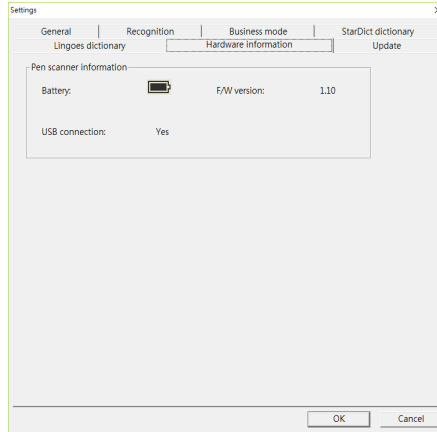 Settings
General Recognition Business mode StarDict dictionary
Lingoes dictionary Hardware information Update
Pen scanner information
Battery: F/W version: 1.10
USB connection: Yes
OK Cancel